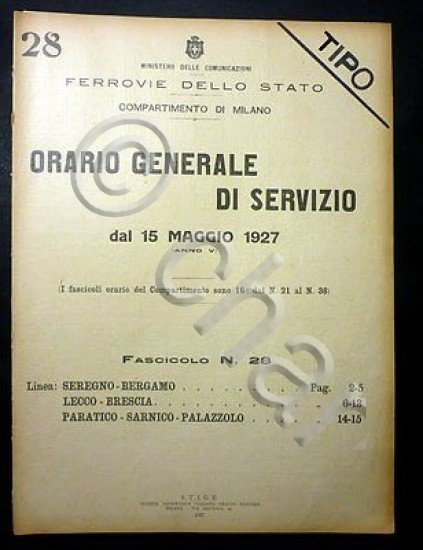 28
TIPO
MINISTERO DELLE COMUNICAZIONI
FERROVIE DELLO STATO
COMPARTIMENTO DI MILANO
ORARIO GENERALE
DI SERVIZIO
dal 15 MAGGIO 1927
(ANNO V)
(I fascicoli orario del Compartimento sono 16: dal N. 21 al N. 36)
FASCICOLO N. 28
Linea: SEREGNO-BERGAMO . . . . . . . . . Pag. 2-5
LECCO-BRESCIA . . . . . . . . . . . » 6-13
PARATICO-SARNICO-PALAZZOLO . . . . . » 14-15
S.T.I.G.E.
1927